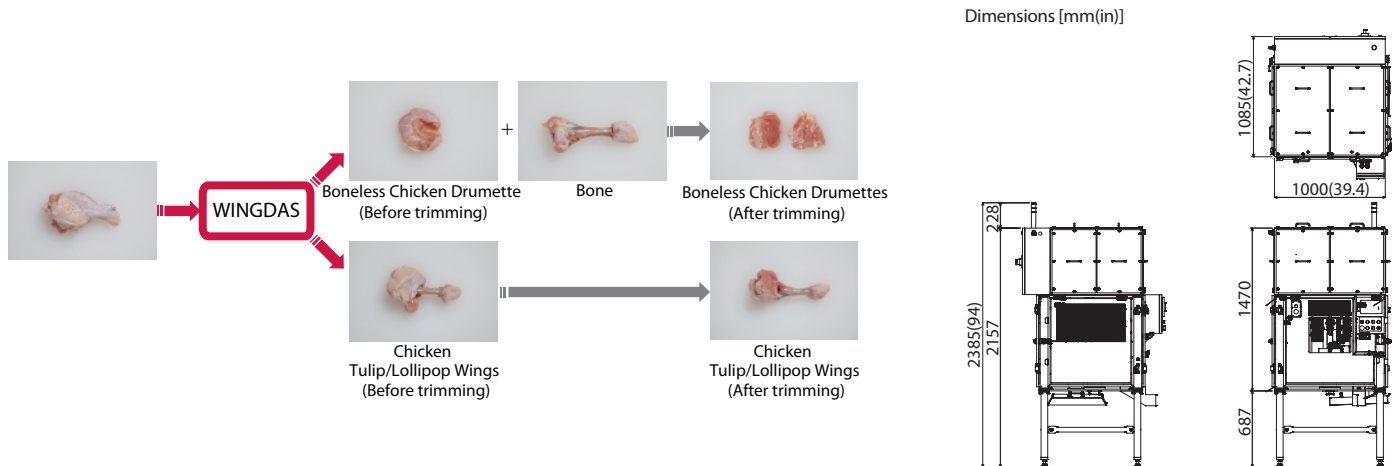 WINGDAS
Boneless Chicken Drumette
(Before trimming)
+
Bone
Boneless Chicken Drumettes
(After trimming)
Chicken
Tulip/Lollipop Wings
(Before trimming)
Chicken
Tulip/Lollipop Wings
(After trimming)
Dimensions [mm(in)]
1085(42.7)
1000(39.4)
228
2385(94)
2157
1470
687